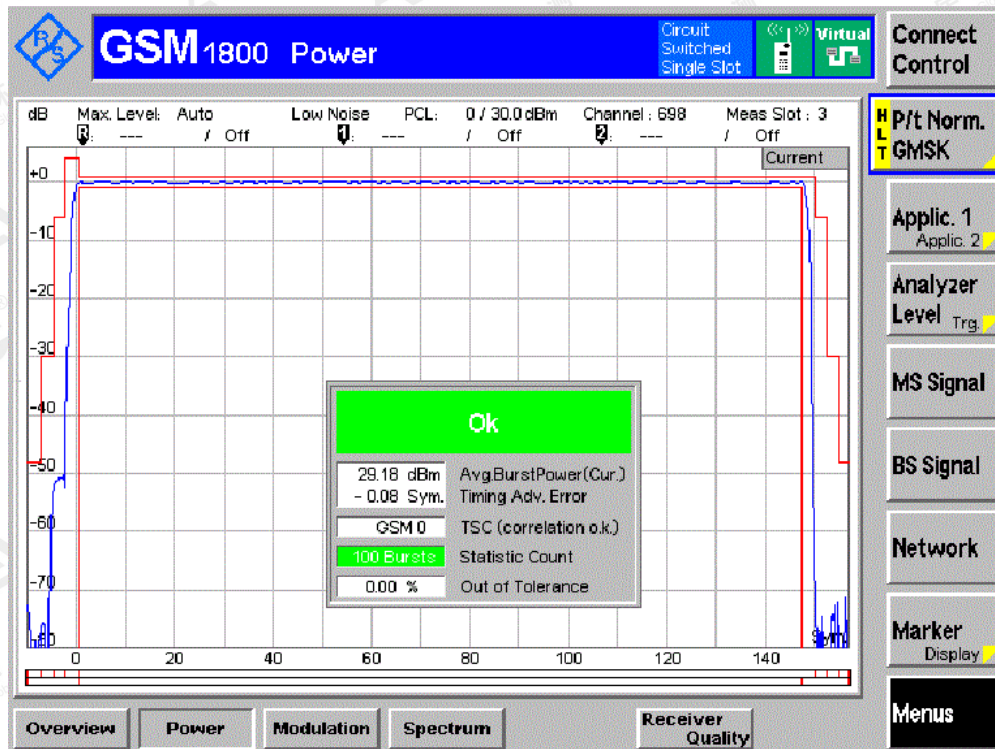 R S
GSM 1800 Power
Circuit
Switched
Single Slot
Virtual
Connect
Control
dB Max. Level: Auto Low Noise PCL: 0 / 30.0 dBm Channel : 698 Meas Slot : 3
R: --- / Off 1: --- / Off 2: --- / Off
Current
+0
-10
-20
-30
-40
-50
-60
-70
-80
Ok
29.18 dBm Avg.BurstPower(Cur.)
- 0.08 Sym. Timing Adv. Error
GSM 0 TSC (correlation o.k.)
100 Bursts Statistic Count
0.00 % Out of Tolerance
Sym.
0 20 40 60 80 100 120 140
HLT
P/t Norm.
GMSK
Applic. 1
Applic. 2
Analyzer
Level Trg.
MS Signal
BS Signal
Network
Marker
Display
Menus
Overview Power Modulation Spectrum Receiver
Quality